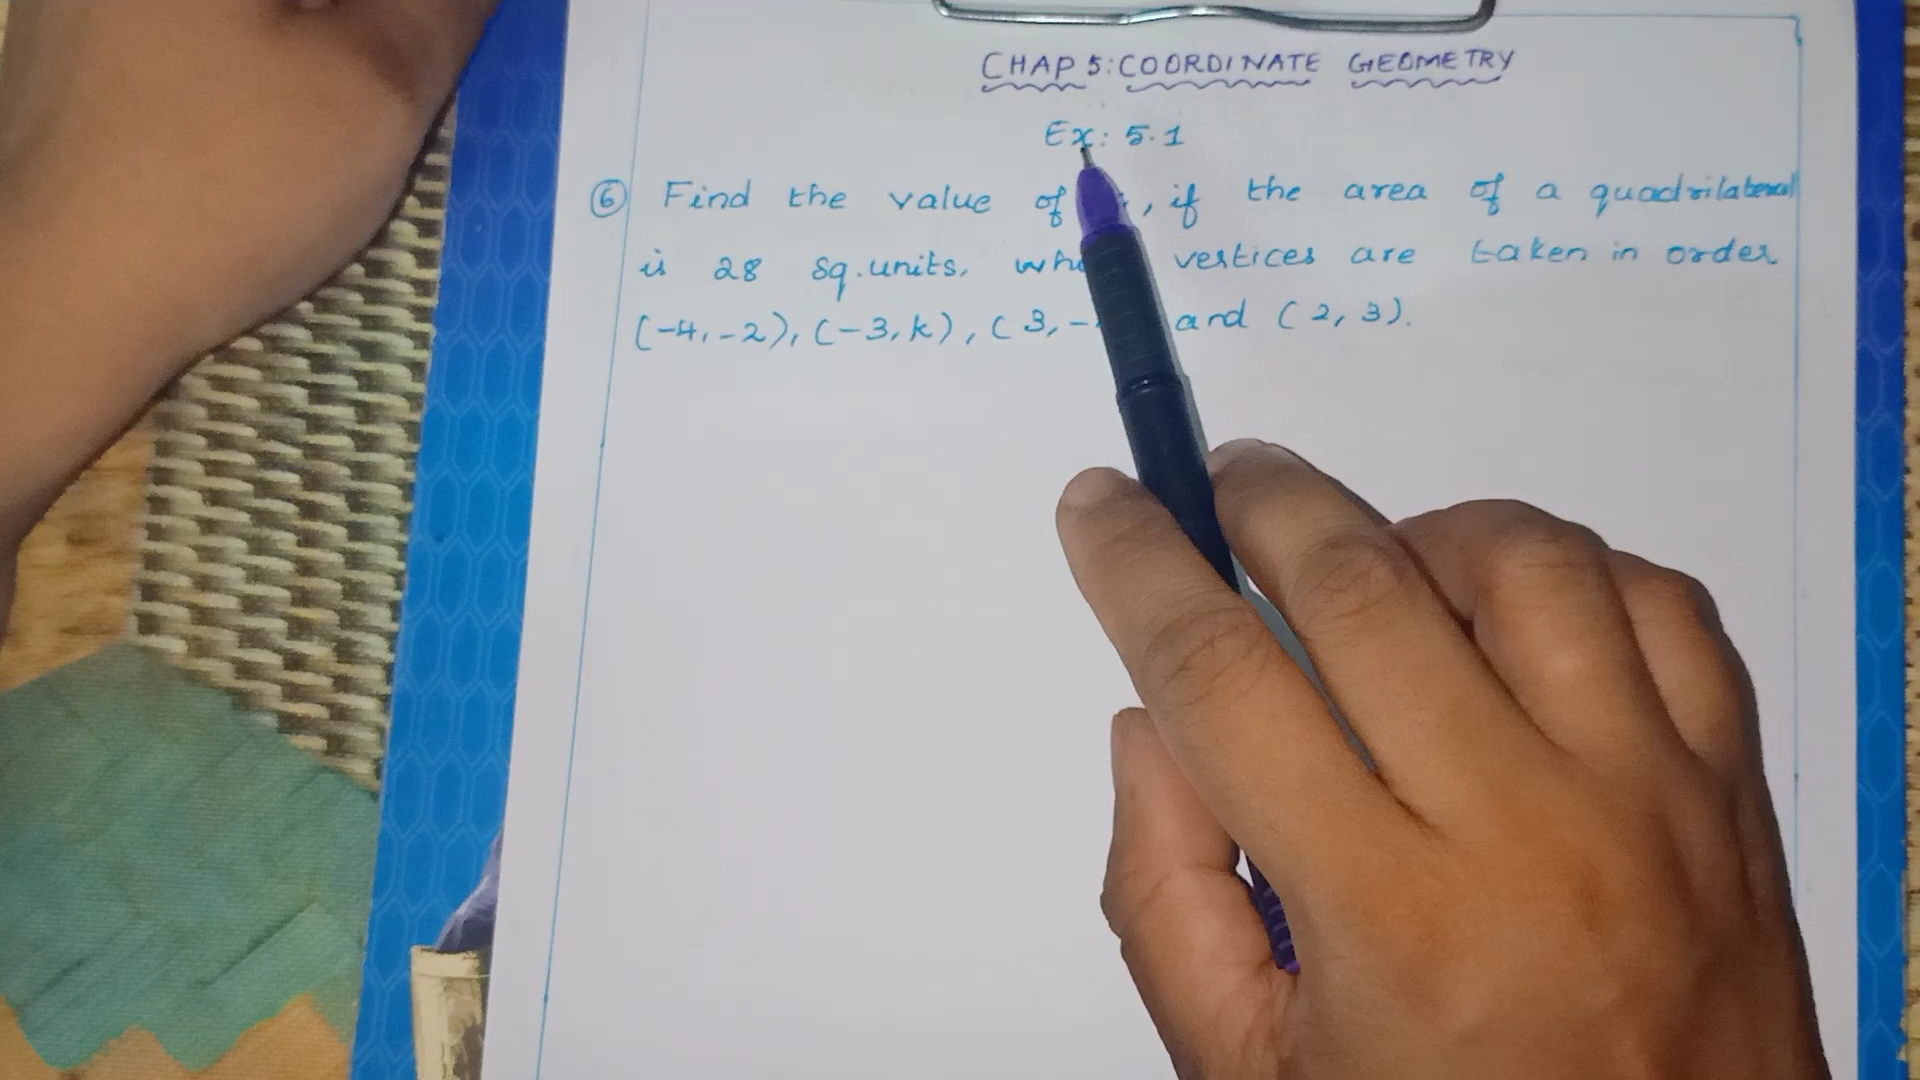 CHAP 5: COORDINATE GEOMETRY
Ex: 5.1
6 Find the value of , if the area of a quadrilateral
is 28 sq.units, vertices are taken in order
(-4,-2), (-3, k), (3,- and (2, 3).